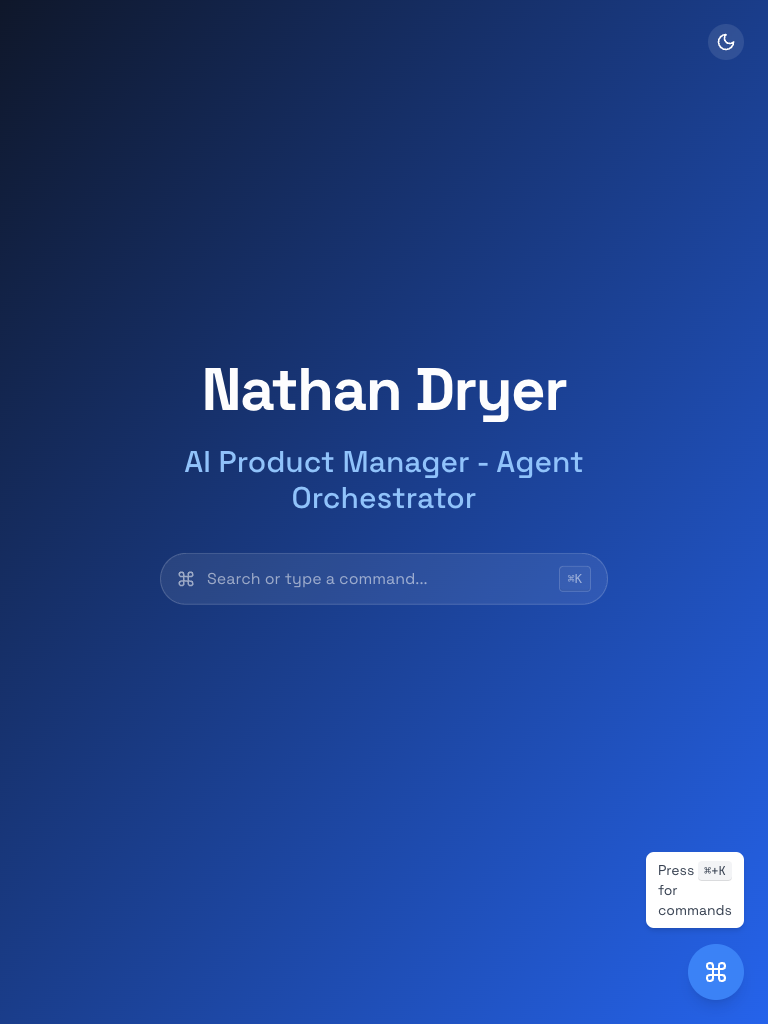 Nathan Dryer
AI Product Manager - Agent
Orchestrator
⌘ Search or type a command... ⌘K
Press ⌘+K
for
commands
⌘